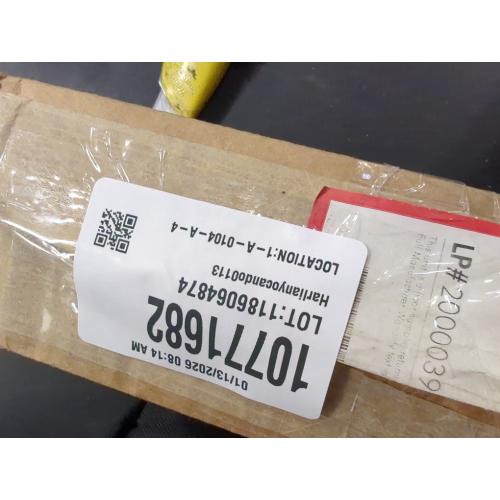 01/13/2026 08:14 AM
10771682
LOT:1186064874
Harlianyocando0113
LOCATION:1-A-0104-A-4
LP# 2000039